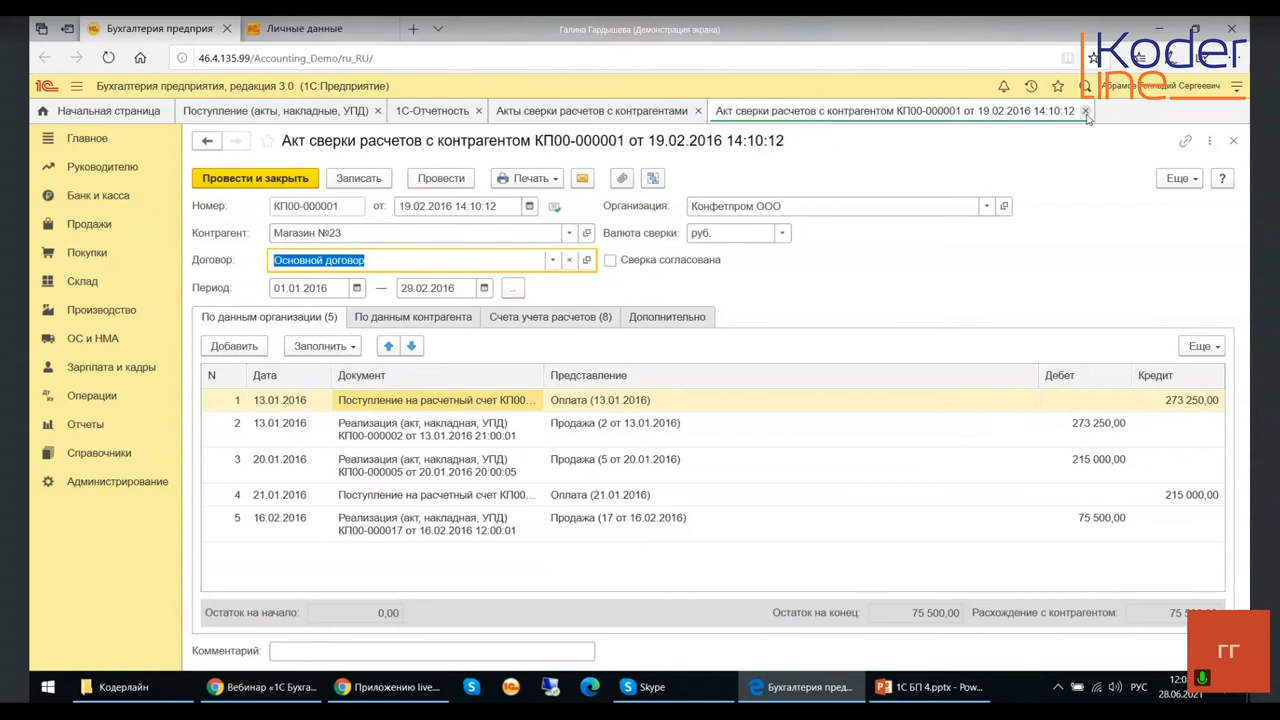 Бухгалтерия предприят
Личные данные
Галина Гардышева (Демонстрация экрана)
46.4.135.99/Accounting_Demo/ru_RU/
Koder
line
1С
Бухгалтерия предприятия, редакция 3.0 (1С:Предприятие)
Сергеевич
Начальная страница
Поступление (акты, накладные, УПД)
1С-Отчетность
Акты сверки расчетов с контрагентами
Акт сверки расчетов с контрагентом КП00-000001 от 19.02.2016 14:10:12
Главное
Руководителю
Банк и касса
Продажи
Покупки
Склад
Производство
ОС и НМА
Зарплата и кадры
Операции
Отчеты
Справочники
Администрирование
Акт сверки расчетов с контрагентом КП00-000001 от 19.02.2016 14:10:12
Провести и закрыть
Записать
Провести
Печать
Еще
?
Номер: КП00-000001 от: 19.02.2016 14:10:12 Организация: Конфетпром ООО
Контрагент: Магазин №23 Валюта сверки: руб.
Договор: Основной договор Сверка согласована
Период: 01.01.2016 — 29.02.2016 ...
По данным организации (5) По данным контрагента Счета учета расчетов (8) Дополнительно
Добавить Заполнить Еще
N Дата Документ Представление Дебет Кредит
1 13.01.2016 Поступление на расчетный счет КП00... Оплата (13.01.2016) 273 250,00
2 13.01.2016 Реализация (акт, накладная, УПД) Продажа (2 от 13.01.2016) 273 250,00
КП00-000002 от 13.01.2016 21:00:01
3 20.01.2016 Реализация (акт, накладная, УПД) Продажа (5 от 20.01.2016) 215 000,00
КП00-000005 от 20.01.2016 20:00:05
4 21.01.2016 Поступление на расчетный счет КП00... Оплата (21.01.2016) 215 000,00
5 16.02.2016 Реализация (акт, накладная, УПД) Продажа (17 от 16.02.2016) 75 500,00
КП00-000017 от 16.02.2016 12:00:01
Остаток на начало: 0,00 Остаток на конец: 75 500,00 Расхождение с контрагентом:
Комментарий:
ГГ
Кодерлайн
Вебинар «1С Бухга...
Приложению live...
Skype
Бухгалтерия пред...
1С БП 4.pptx - Pow...
РУС
28.06.2021